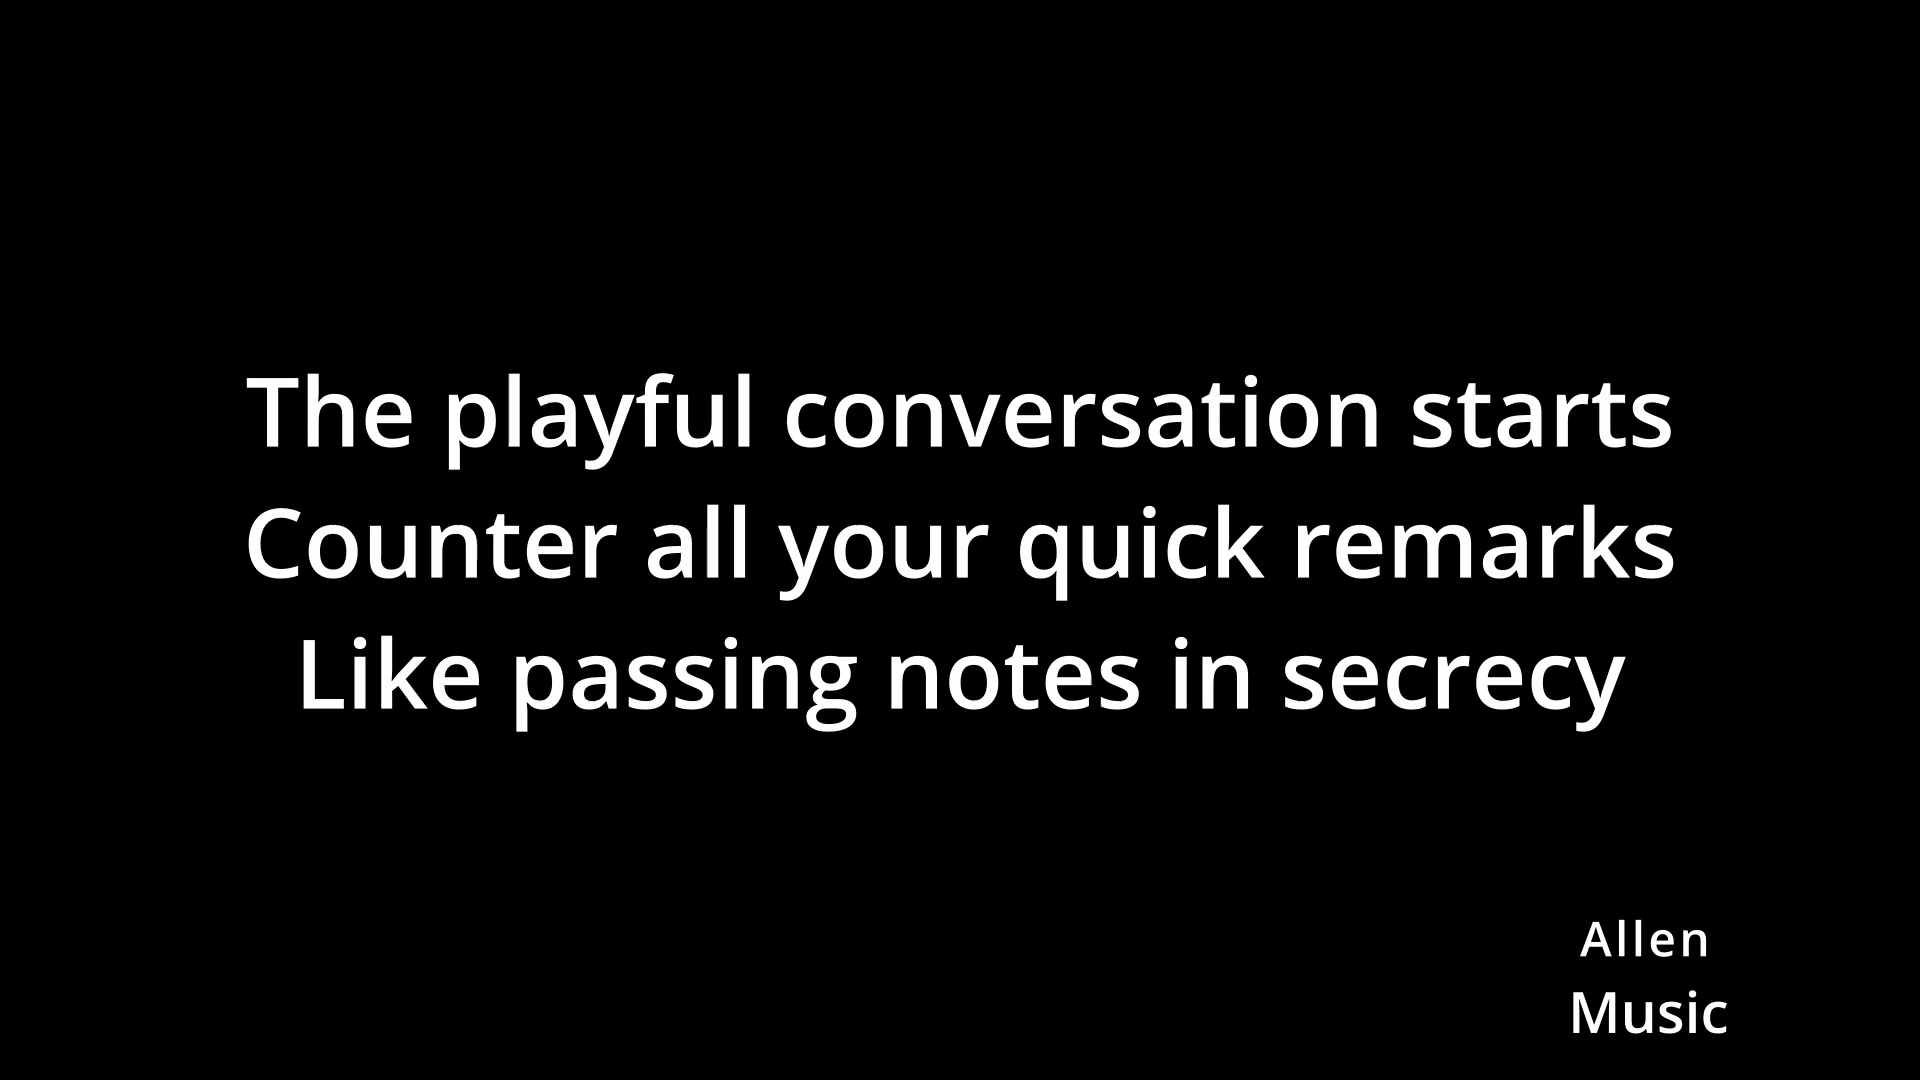 The playful conversation starts
Counter all your quick remarks
Like passing notes in secrecy
Allen
Music